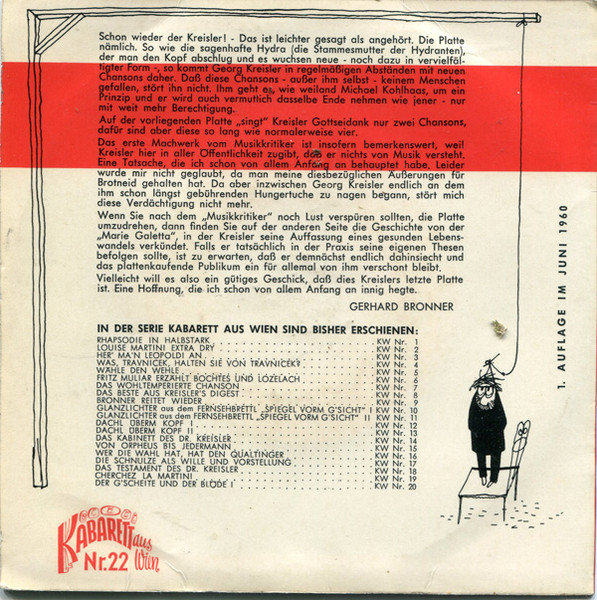 Schon wieder der Kreisler! - Das ist leichter gesagt als angehört. Die Platte
nämlich. So wie die sagenhafte Hydra (die Stammesmutter der Hydranten),
der man den Kopf abschlug und es wuchsen neue - noch dazu in vervielfäl-
tigter Form -, so kommt Georg Kreisler in regelmäßigen Abständen mit neuen
Chansons daher. Daß diese Chansons - außer ihm selbst - keinem Menschen
gefallen, stört ihn nicht. Ihm geht es, wie weiland Michael Kohlhaas, um ein
Prinzip und er wird auch vermutlich dasselbe Ende nehmen wie jener - nur
mit weit mehr Berechtigung.
Auf der vorliegenden Platte „singt" Kreisler Gottseidank nur zwei Chansons,
dafür sind aber diese so lang wie normalerweise vier.
Das erste Machwerk vom Musikkritiker ist insofern bemerkenswert, weil
Kreisler hier in aller Öffentlichkeit zugibt, daß er nichts von Musik versteht.
Eine Tatsache, die ich schon von allem Anfang an behauptet habe. Leider
wurde mir nicht geglaubt, da man meine diesbezüglichen Äußerungen für
Brotneid gehalten hat. Da aber inzwischen Georg Kreisler endlich an dem
ihm schon längst gebührenden Hungertuche zu nagen begann, stört mich
diese Verdächtigung nicht mehr.
Wenn Sie nach dem „Musikkritiker" noch Lust verspüren sollten, die Platte
umzudrehen, dann finden Sie auf der anderen Seite die Geschichte von der
„Marie Galetta", in der Kreisler seine Auffassung eines gesunden Lebens-
wandels verkündet. Falls er tatsächlich in der Praxis seine eigenen Thesen
befolgen sollte, ist zu erwarten, daß er demnächst endlich dahinsiecht und
das plattenkaufende Publikum ein für allemal von ihm verschont bleibt.
Vielleicht will es also ein gütiges Geschick, daß dies Kreislers letzte Platte
ist. Eine Hoffnung, die ich schon von allem Anfang an innig hegte.
GERHARD BRONNER
IN DER SERIE KABARETT AUS WIEN SIND BISHER ERSCHIENEN:
RHAPSODIE IN HALBSTARK KW Nr. 1
LOUISE MARTINI EXTRA DRY KW Nr. 2
HER' MA'N LEOPOLDI AN KW Nr. 3
WAS, TRAVNICEK, HALTEN SIE VON TRAVNICEK? KW Nr. 4
WÄHLE DEN WEHLE KW Nr. 5
FRITZ MULIAR ERZÄHLT BOCHTES UND LOZELACH KW Nr. 6
DAS WOHLTEMPERIERTE CHANSON KW Nr. 7
DAS BESTE AUS KREISLER'S DIGEST KW Nr. 8
BRONNER REITET WIEDER KW Nr. 9
GLANZLICHTER aus dem FERNSEHBRETTL „SPIEGEL VORM G'SICHT" I KW Nr. 10
GLANZLICHTER aus dem FERNSEHBRETTL „SPIEGEL VORM G'SICHT" II KW Nr. 11
DACHL ÜBERM KOPF I KW Nr. 12
DACHL ÜBERM KOPF II KW Nr. 13
DAS KABINETT DES DR. KREISLER KW Nr. 14
VON ORPHEUS BIS JEDERMANN KW Nr. 15
WER DIE WAHL HAT, HAT DEN QUALTINGER KW Nr. 16
DIE SCHNULZE ALS WILLE UND VORSTELLUNG KW Nr. 17
DAS TESTAMENT DES DR. KREISLER KW Nr. 18
CHERCHEZ LA MARTINI KW Nr. 19
DER G'SCHEITE UND DER BLÖDE I KW Nr. 20
1. AUFLAGE IM JUNI 1960
KABARETT aus
Wien
Nr. 22